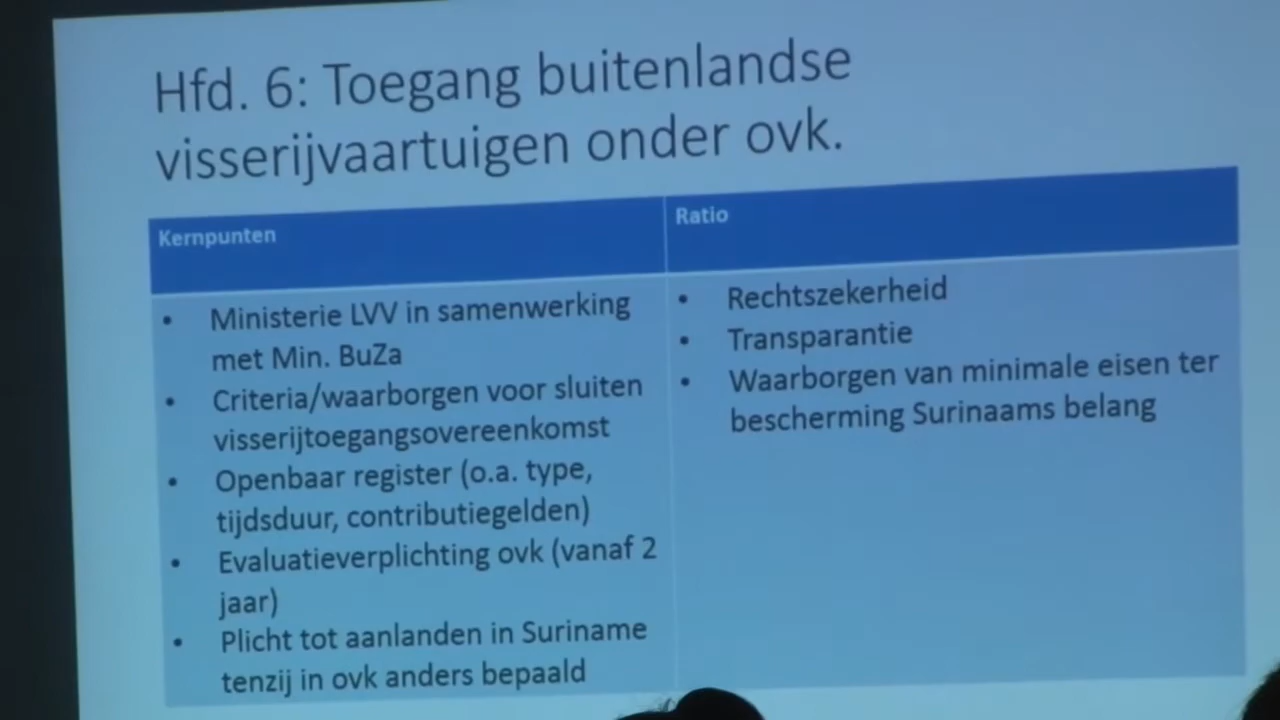 Hfd. 6: Toegang buitenlandse
visserijvaartuigen onder ovk.
Kernpunten
• Ministerie LVV in samenwerking
met Min. BuZa
• Criteria/waarborgen voor sluiten
visserijtoegangsovereenkomst
• Openbaar register (o.a. type,
tijdsduur, contributiegelden)
• Evaluatieverplichting ovk (vanaf 2
jaar)
• Plicht tot aanlanden in Suriname
tenzij in ovk anders bepaald
Ratio
• Rechtszekerheid
• Transparantie
• Waarborgen van minimale eisen ter
bescherming Surinaams belang